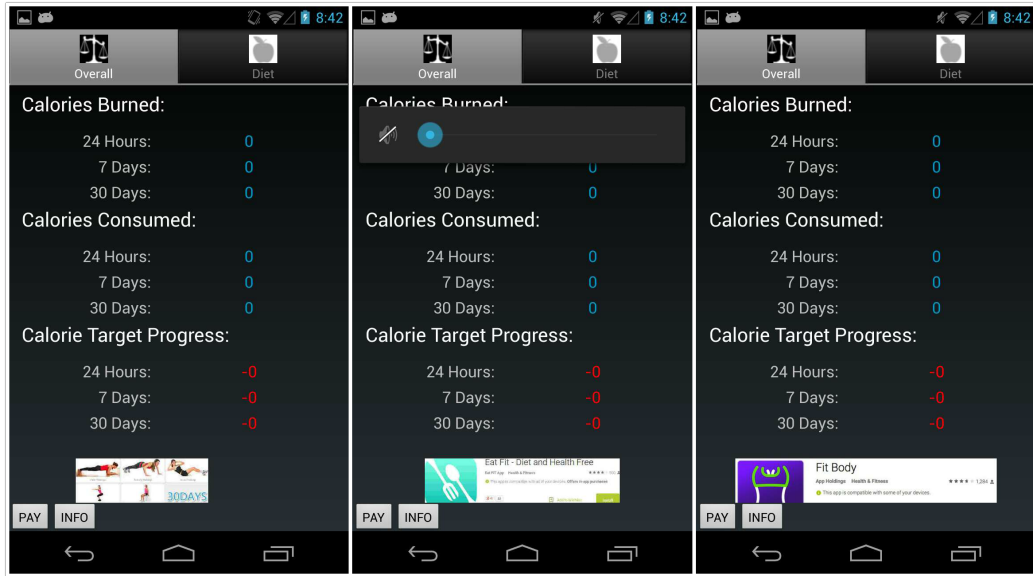 8:42
Overall Diet
Calories Burned:
24 Hours: 0
7 Days: 0
30 Days: 0
Calories Consumed:
24 Hours: 0
7 Days: 0
30 Days: 0
Calorie Target Progress:
24 Hours: -0
7 Days: -0
30 Days: -0
30DAYS
PAY INFO
8:42
Overall Diet
Calories Burned:
7 Days: 0
30 Days: 0
Calories Consumed:
24 Hours: 0
7 Days: 0
30 Days: 0
Calorie Target Progress:
24 Hours: -0
7 Days: -0
30 Days: -0
Eat Fit - Diet and Health Free
Eat FIT App Health & Fitness
PAY INFO
8:42
Overall Diet
Calories Burned:
24 Hours: 0
7 Days: 0
30 Days: 0
Calories Consumed:
24 Hours: 0
7 Days: 0
30 Days: 0
Calorie Target Progress:
24 Hours: -0
7 Days: -0
30 Days: -0
Fit Body
App Holdings Health & Fitness 1,284
This app is compatible with some of your devices.
PAY INFO